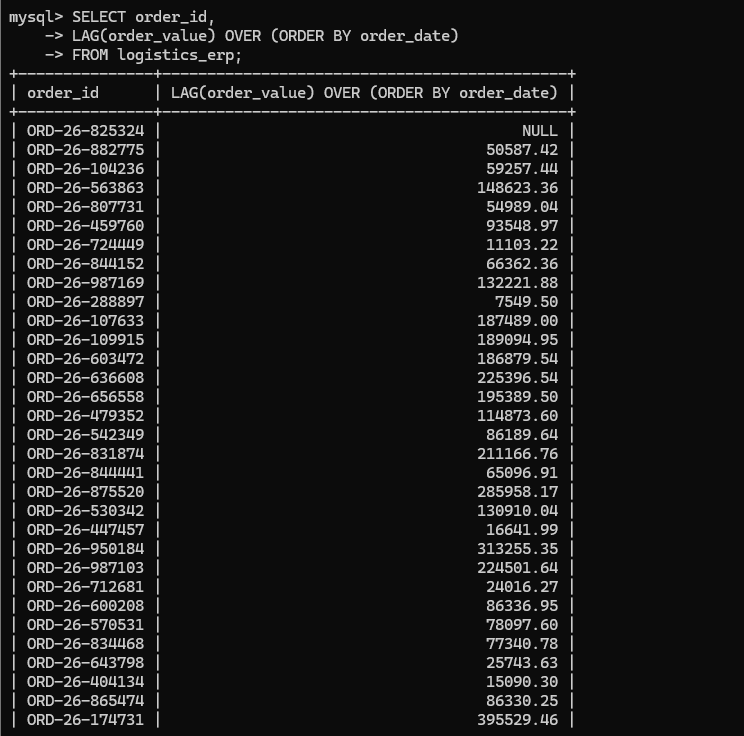 mysql> SELECT order_id,
    -> LAG(order_value) OVER (ORDER BY order_date)
    -> FROM logistics_erp;
+---------------+---------------------------------------------+
| order_id      | LAG(order_value) OVER (ORDER BY order_date) |
+---------------+---------------------------------------------+
| ORD-26-825324 |                                        NULL |
| ORD-26-882775 |                                    50587.42 |
| ORD-26-104236 |                                    59257.44 |
| ORD-26-563863 |                                   148623.36 |
| ORD-26-807731 |                                    54989.04 |
| ORD-26-459760 |                                    93548.97 |
| ORD-26-724449 |                                    11103.22 |
| ORD-26-844152 |                                    66362.36 |
| ORD-26-987169 |                                   132221.88 |
| ORD-26-288897 |                                     7549.50 |
| ORD-26-107633 |                                   187489.00 |
| ORD-26-109915 |                                   189094.95 |
| ORD-26-603472 |                                   186879.54 |
| ORD-26-636608 |                                   225396.54 |
| ORD-26-656558 |                                   195389.50 |
| ORD-26-479352 |                                   114873.60 |
| ORD-26-542349 |                                    86189.64 |
| ORD-26-831874 |                                   211166.76 |
| ORD-26-844441 |                                    65096.91 |
| ORD-26-875520 |                                   285958.17 |
| ORD-26-530342 |                                   130910.04 |
| ORD-26-447457 |                                    16641.99 |
| ORD-26-950184 |                                   313255.35 |
| ORD-26-987103 |                                   224501.64 |
| ORD-26-712681 |                                    24016.27 |
| ORD-26-600208 |                                    86336.95 |
| ORD-26-570531 |                                    78097.60 |
| ORD-26-834468 |                                    77340.78 |
| ORD-26-643798 |                                    25743.63 |
| ORD-26-404134 |                                    15090.30 |
| ORD-26-865474 |                                    86330.25 |
| ORD-26-174731 |                                   395529.46 |